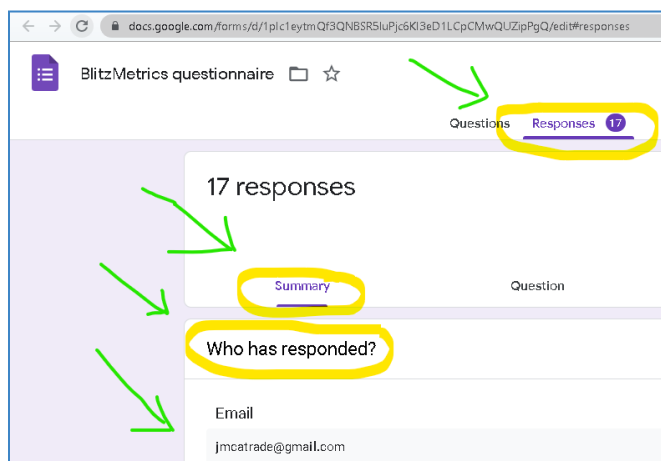 docs.google.com/forms/d/1plc1eytmQf3QNBSR5luPjc6Kl3eD1LCpCMwQUZipPgQ/edit#responses
BlitzMetrics questionnaire
Questions Responses 17
17 responses
Summary Question
Who has responded?
Email
jmcatrade@gmail.com